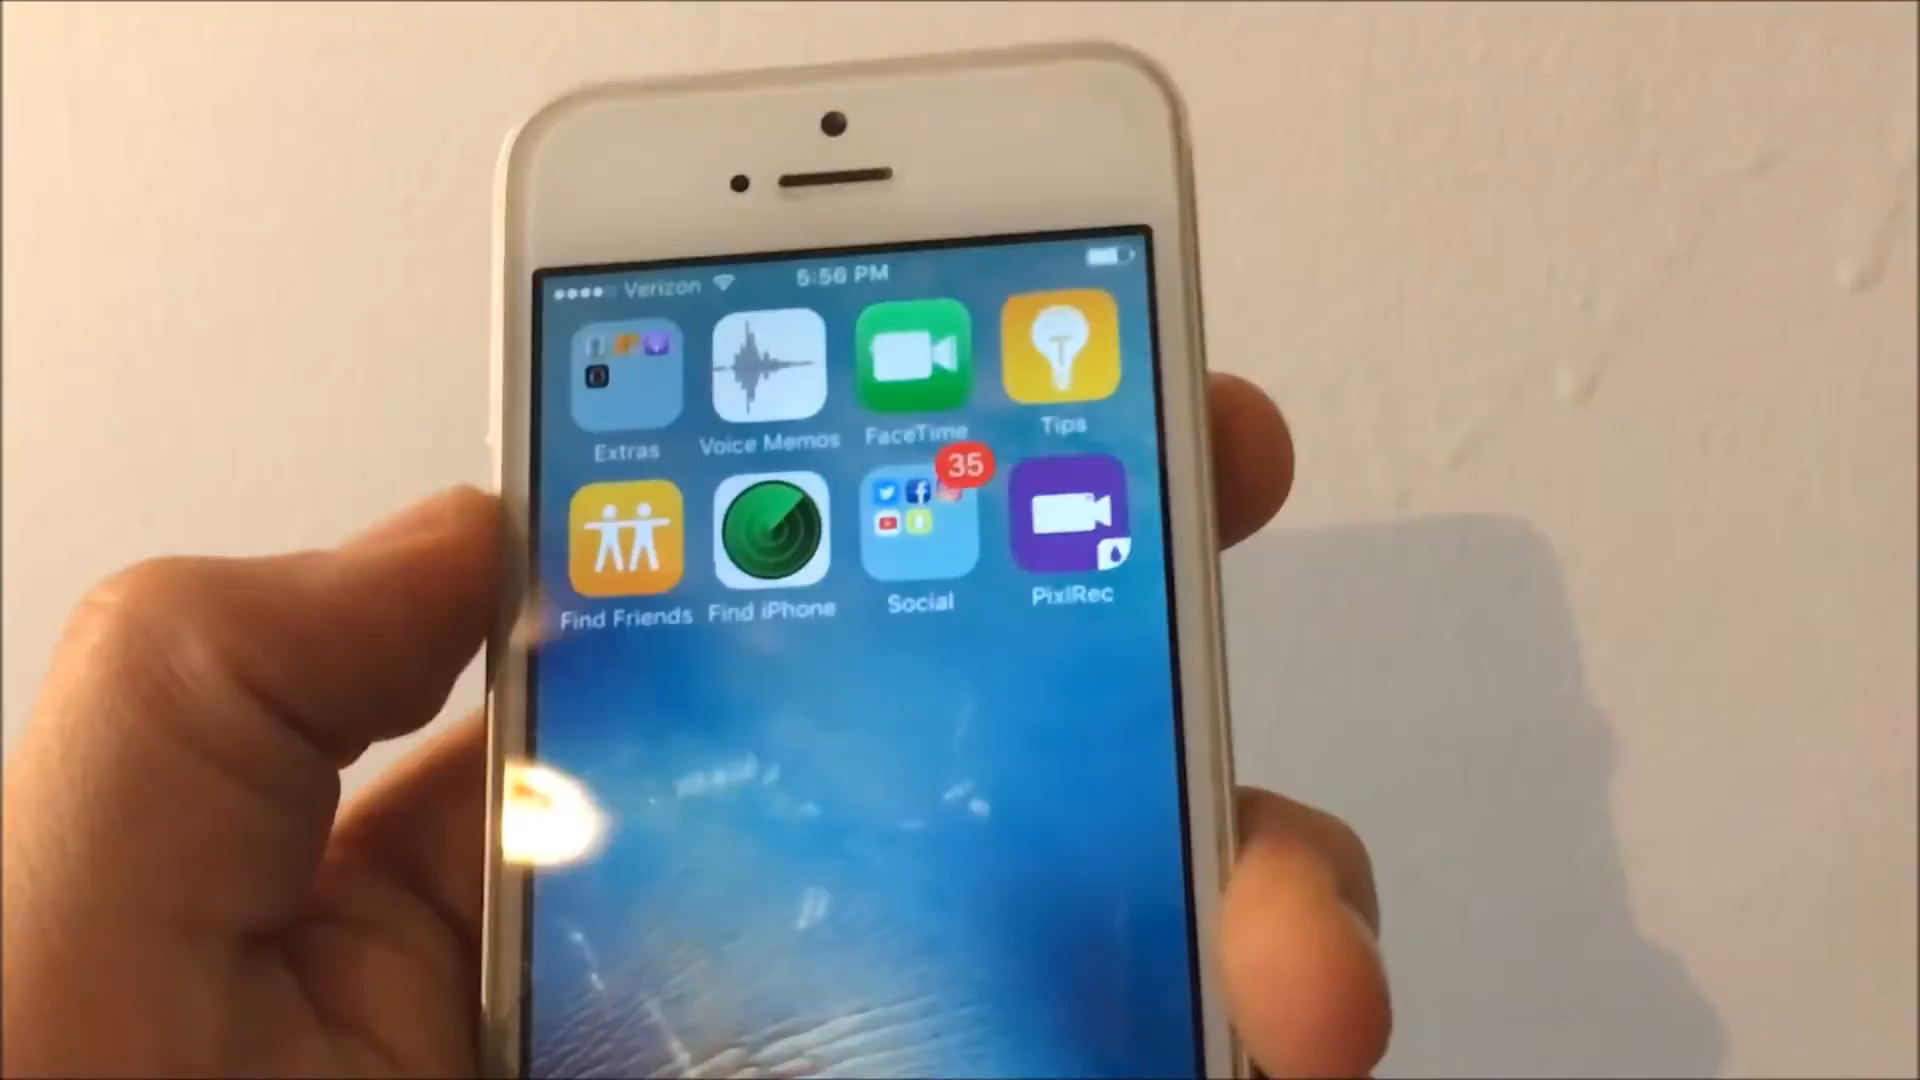 Verizon 5:56 PM
Extras Voice Memos FaceTime Tips
35
Find Friends Find iPhone Social PixlRec